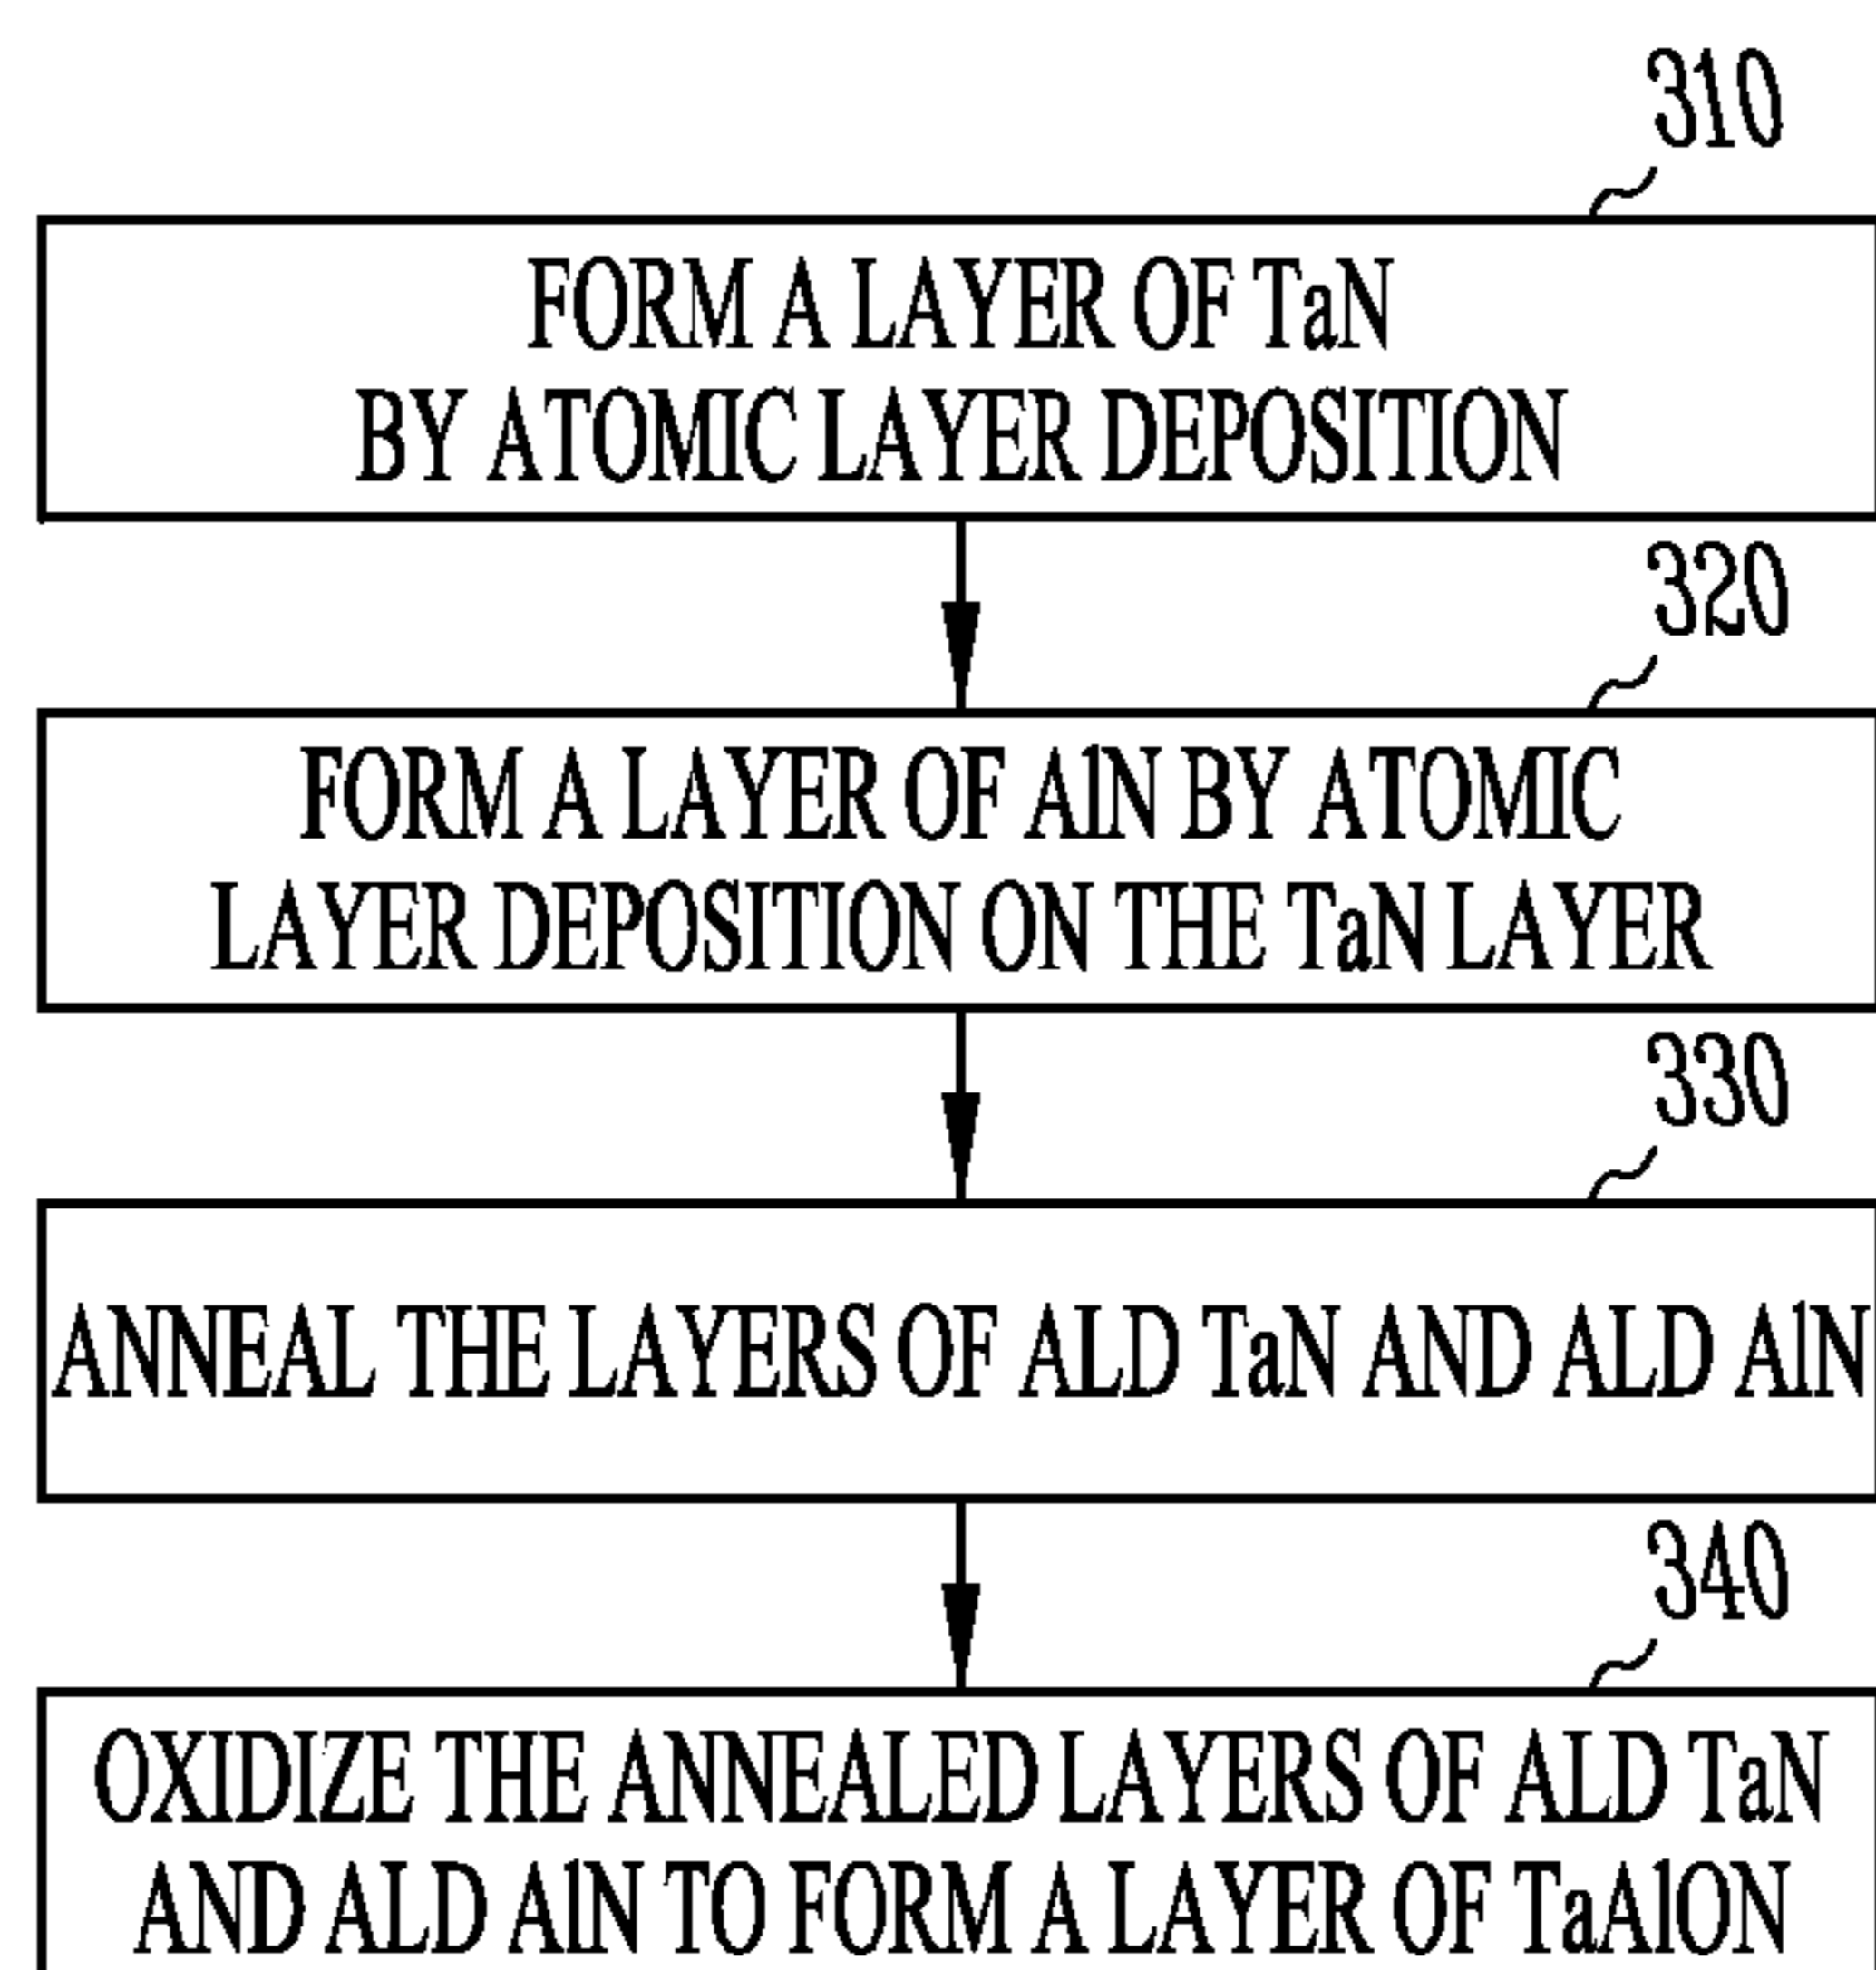 310
FORM A LAYER OF TaN
BY ATOMIC LAYER DEPOSITION
320
FORM A LAYER OF AlN BY ATOMIC
LAYER DEPOSITION ON THE TaN LAYER
330
ANNEAL THE LAYERS OF ALD TaN AND ALD AlN
340
OXIDIZE THE ANNEALED LAYERS OF ALD TaN
AND ALD AlN TO FORM A LAYER OF TaAlON